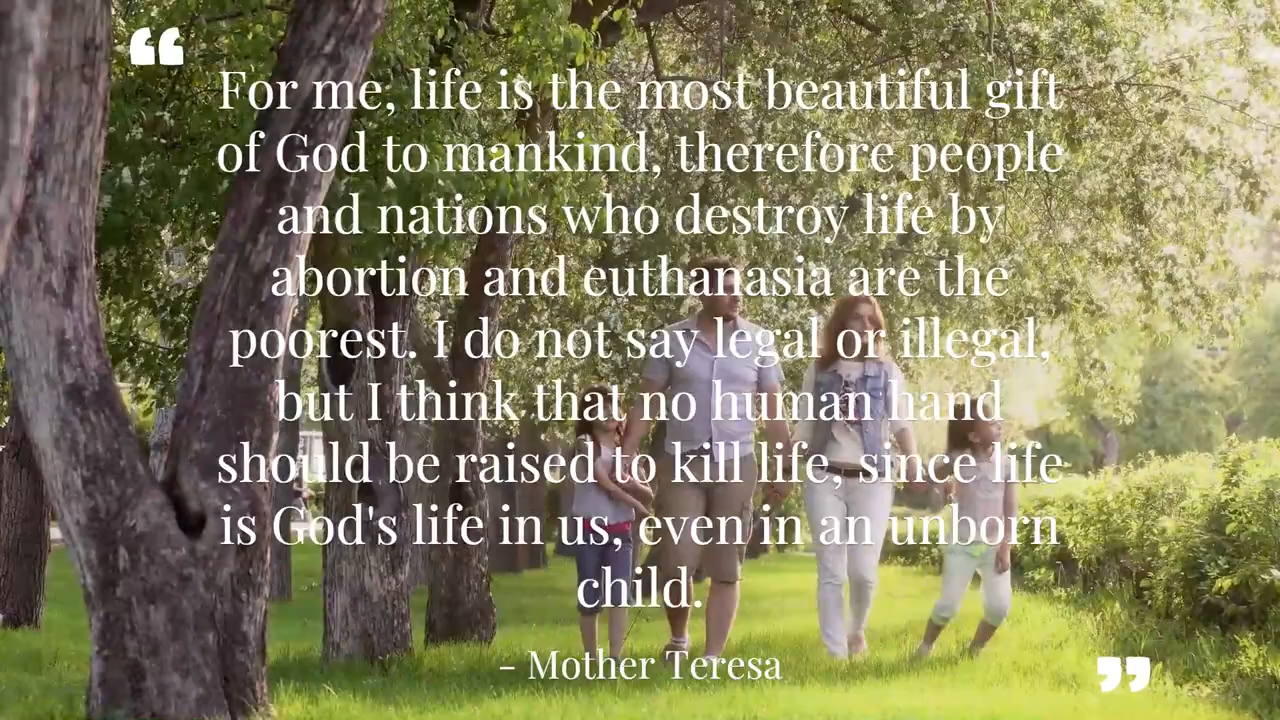 “
For me, life is the most beautiful gift
of God to mankind, therefore people
and nations who destroy life by
abortion and euthanasia are the
poorest. I do not say legal or illegal,
but I think that no human hand
should be raised to kill life, since life
is God's life in us, even in an unborn
child.
- Mother Teresa
”